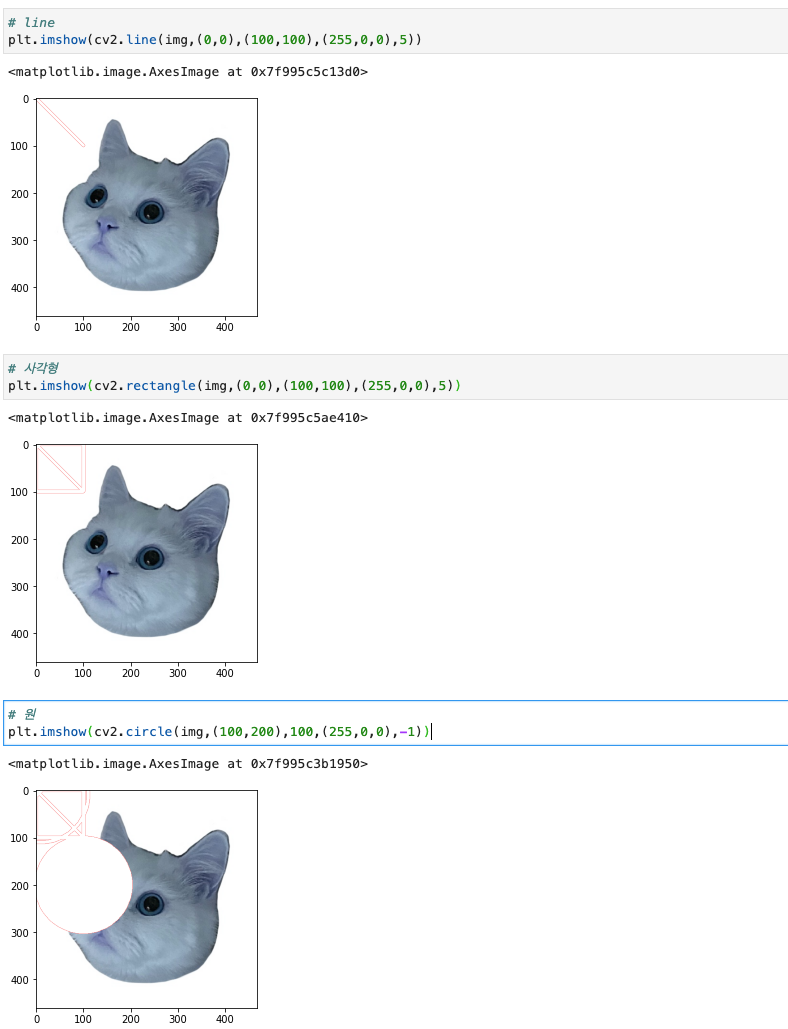 # line
plt.imshow(cv2.line(img,(0,0),(100,100),(255,0,0),5))
<matplotlib.image.AxesImage at 0x7f995c5c13d0>
0
100
200
300
400
0 100 200 300 400
# 사각형
plt.imshow(cv2.rectangle(img,(0,0),(100,100),(255,0,0),5))
<matplotlib.image.AxesImage at 0x7f995c5ae410>
0
100
200
300
400
0 100 200 300 400
# 원
plt.imshow(cv2.circle(img,(100,200),100,(255,0,0),-1))
<matplotlib.image.AxesImage at 0x7f995c3b1950>
0
100
200
300
400
0 100 200 300 400